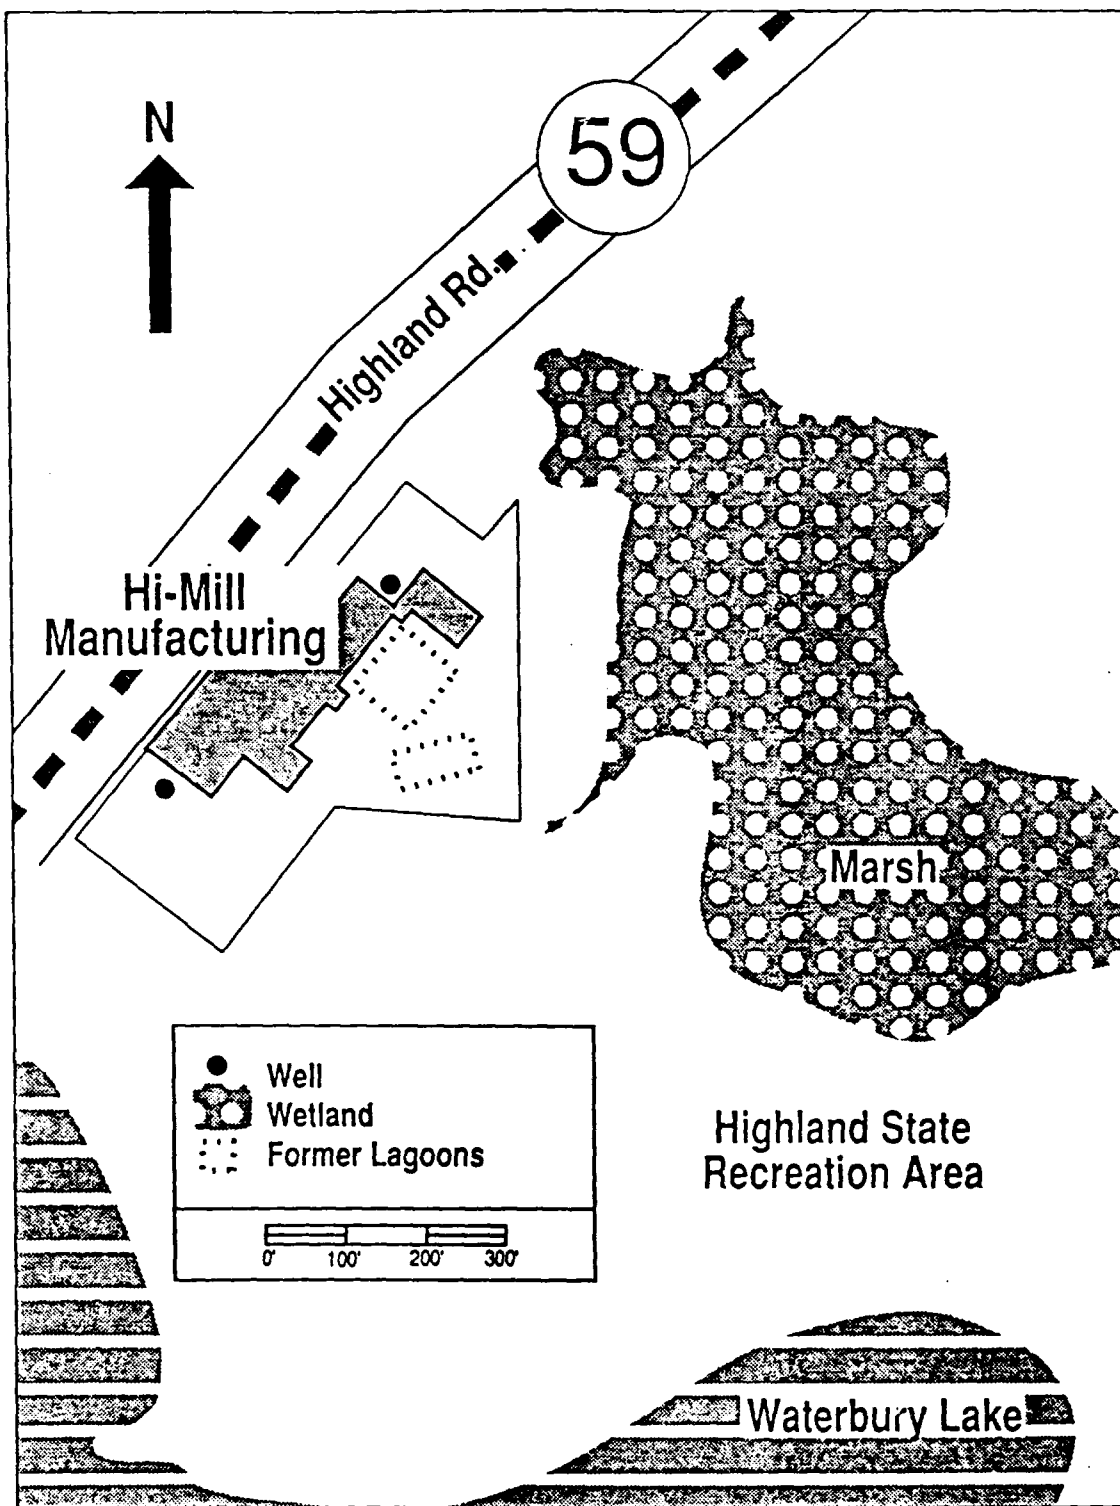 N
59
Highland Rd.
Hi-Mill
Manufacturing
Marsh
Well
Wetland
Former Lagoons
0' 100' 200' 300'
Highland State
Recreation Area
Waterbury Lake